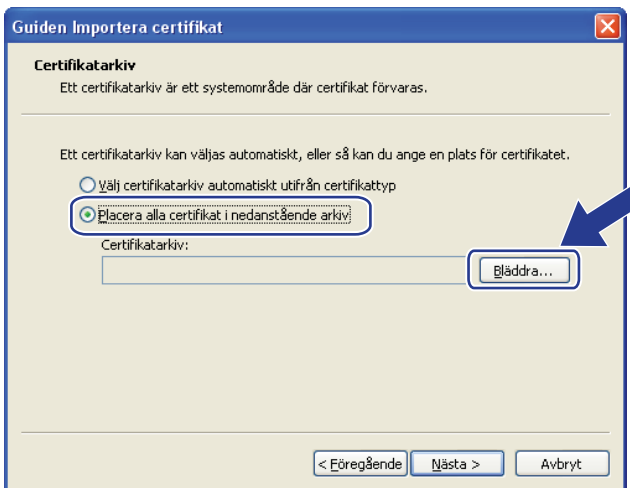 Guiden Importera certifikat
Certifikatarkiv
Ett certifikatarkiv är ett systemområde där certifikat förvaras.
Ett certifikatarkiv kan väljas automatiskt, eller så kan du ange en plats för certifikatet.
Välj certifikatarkiv automatiskt utifrån certifikattyp
Placera alla certifikat i nedanstående arkiv
Certifikatarkiv:
Bläddra...
< Föregående
Nästa >
Avbryt